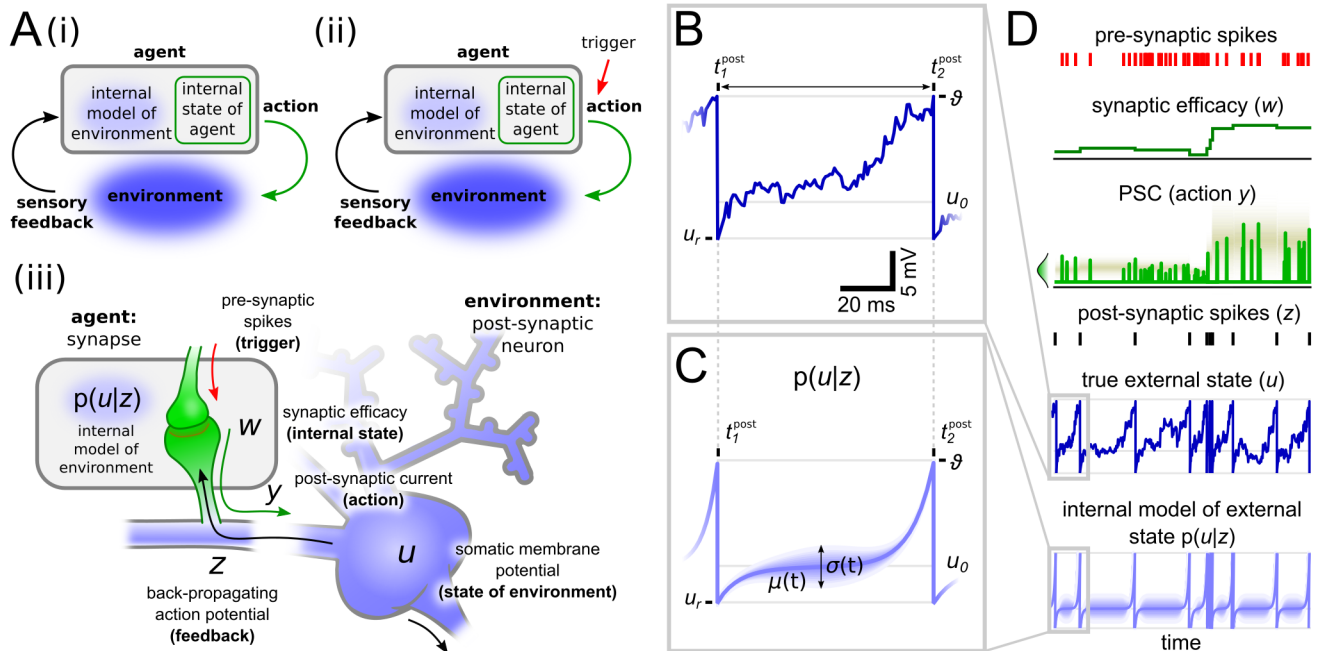 A
(i)
agent
internal
model of
environment
internal
state of
agent
action
environment
sensory
feedback
(ii)
trigger
agent
internal
model of
environment
internal
state of
agent
action
environment
sensory
feedback
(iii)
agent:
synapse
pre-synaptic
spikes
(trigger)
environment:
post-synaptic
neuron
p(u|z)
internal
model of
environment
w
synaptic efficacy
(internal state)
post-synaptic current
(action)
y
z
u
back-propagating
action potential
(feedback)
somatic membrane
potential
(state of environment)
B
t₁ᵖᵒˢᵗ
t₂ᵖᵒˢᵗ
ϑ
u₀
uᵣ
20 ms
5 mV
C
p(u|z)
t₁ᵖᵒˢᵗ
t₂ᵖᵒˢᵗ
ϑ
μ(t)
σ(t)
u₀
uᵣ
D
pre-synaptic spikes
synaptic efficacy (w)
PSC (action y)
post-synaptic spikes (z)
true external state (u)
internal model of external
state p(u|z)
time